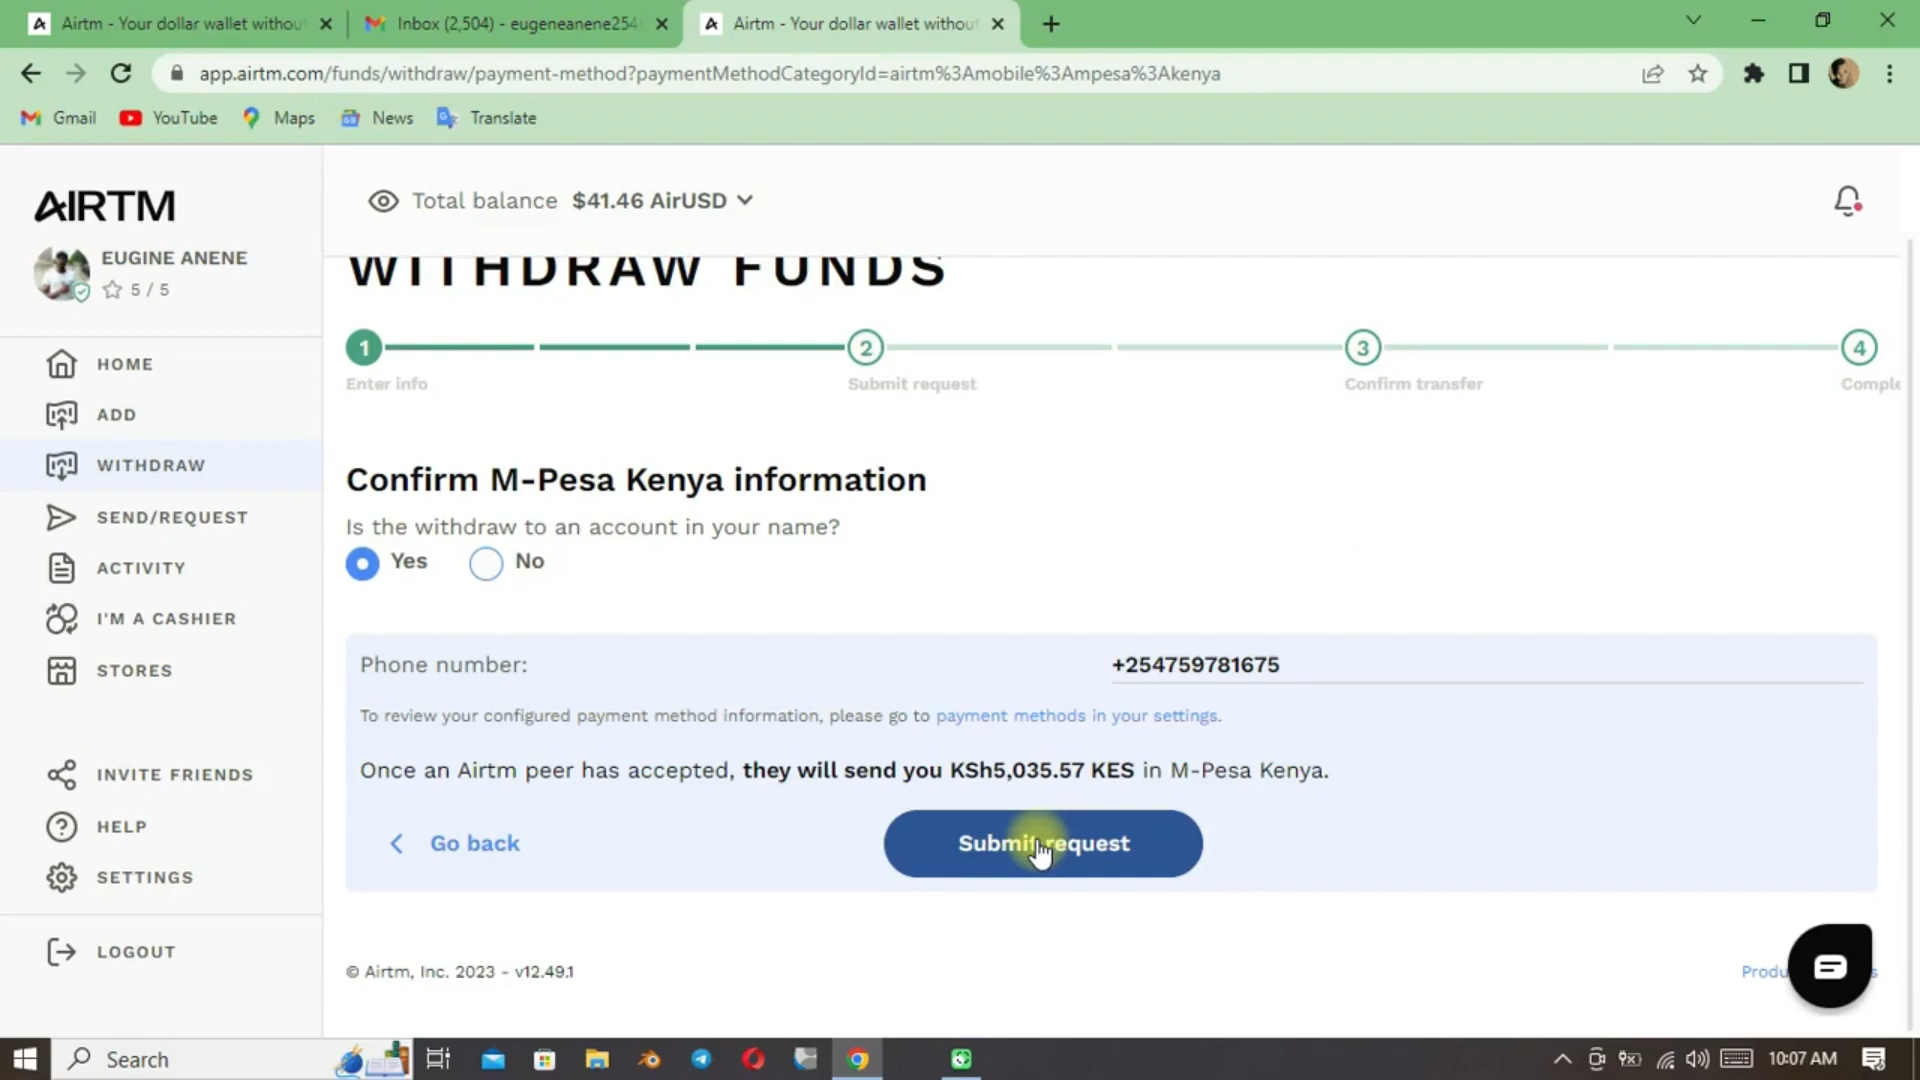 Airtm - Your dollar wallet withou
Inbox (2,504) - eugeneanene254
Airtm - Your dollar wallet withou
app.airtm.com/funds/withdraw/payment-method?paymentMethodCategoryId=airtm%3Amobile%3Ampesa%3Akenya
Gmail
YouTube
Maps
News
Translate
AIRTM
EUGINE ANENE
5 / 5
HOME
ADD
WITHDRAW
SEND/REQUEST
ACTIVITY
I'M A CASHIER
STORES
INVITE FRIENDS
HELP
SETTINGS
LOGOUT
Total balance $41.46 AirUSD
WITHDRAW FUNDS
1
2
3
4
Enter info
Submit request
Confirm transfer
Comple
Confirm M-Pesa Kenya information
Is the withdraw to an account in your name?
Yes
No
Phone number: +254759781675
To review your configured payment method information, please go to payment methods in your settings.
Once an Airtm peer has accepted, they will send you KSh5,035.57 KES in M-Pesa Kenya.
Go back
Submit request
© Airtm, Inc. 2023 - v12.49.1
Search
10:07 AM